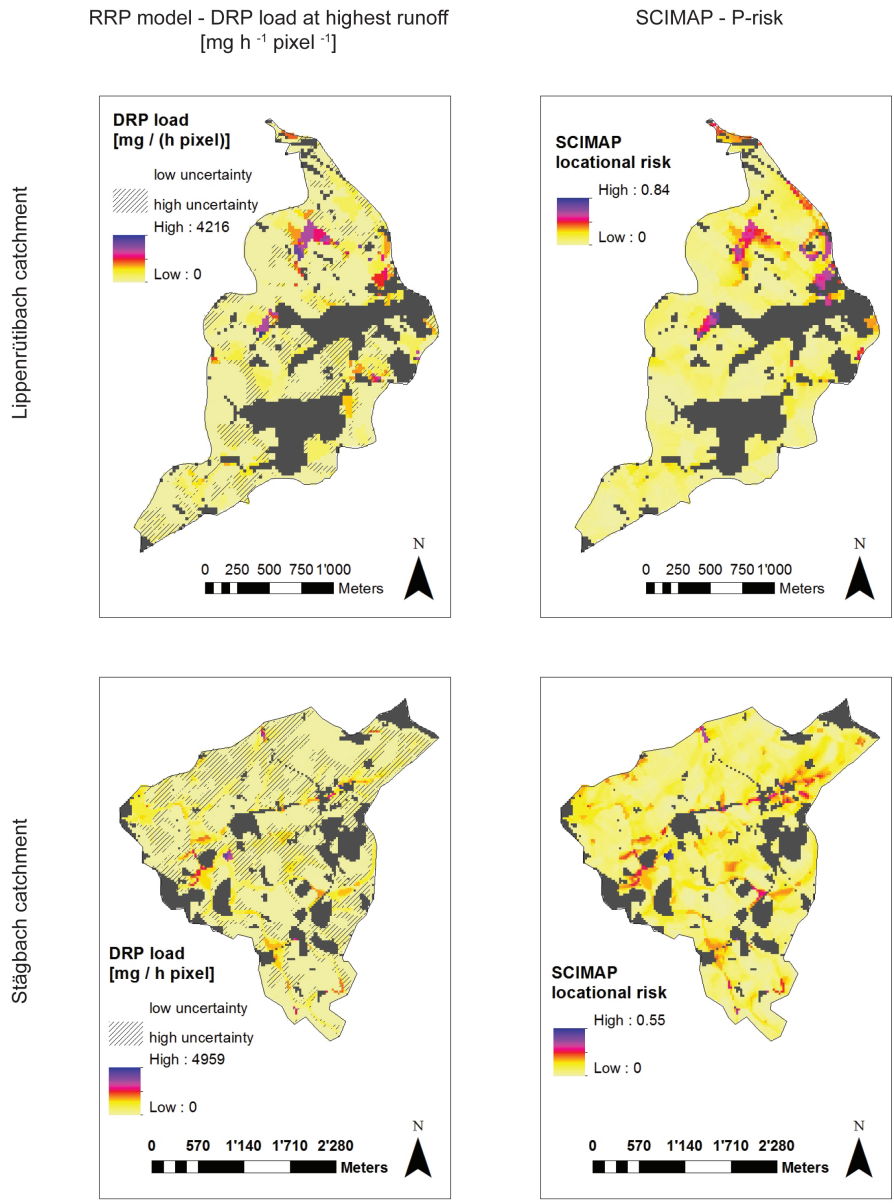 RRP model - DRP load at highest runoff
[mg h ⁻¹ pixel ⁻¹]
SCIMAP - P-risk
Lippenrütibach catchment
DRP load
[mg / (h pixel)]
low uncertainty
high uncertainty
High : 4216
Low : 0
N
0 250 500 750 1'000
Meters
SCIMAP
locational risk
High : 0.84
Low : 0
N
0 250 500 750 1'000
Meters
Stägbach catchment
DRP load
[mg / h pixel]
low uncertainty
high uncertainty
High : 4959
Low : 0
N
0 570 1'140 1'710 2'280
Meters
SCIMAP
locational risk
High : 0.55
Low : 0
N
0 570 1'140 1'710 2'280
Meters